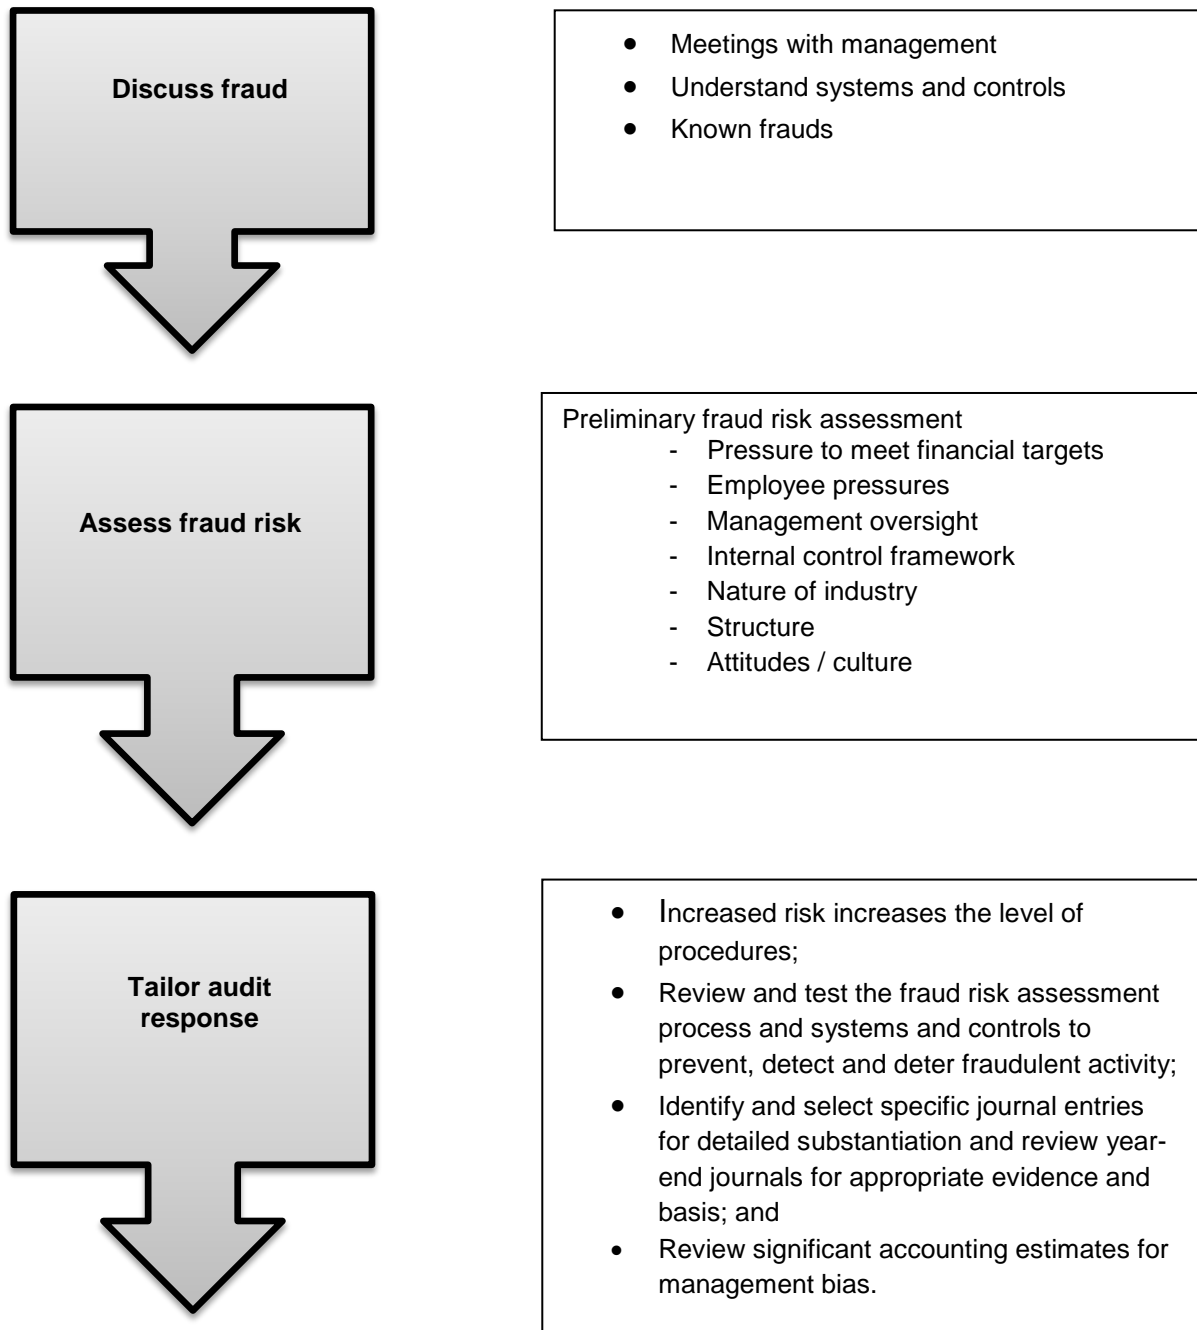 Discuss fraud
● Meetings with management
● Understand systems and controls
● Known frauds
Assess fraud risk
Preliminary fraud risk assessment
- Pressure to meet financial targets
- Employee pressures
- Management oversight
- Internal control framework
- Nature of industry
- Structure
- Attitudes / culture
Tailor audit
response
● Increased risk increases the level of
procedures;
● Review and test the fraud risk assessment
process and systems and controls to
prevent, detect and deter fraudulent activity;
● Identify and select specific journal entries
for detailed substantiation and review year-
end journals for appropriate evidence and
basis; and
● Review significant accounting estimates for
management bias.